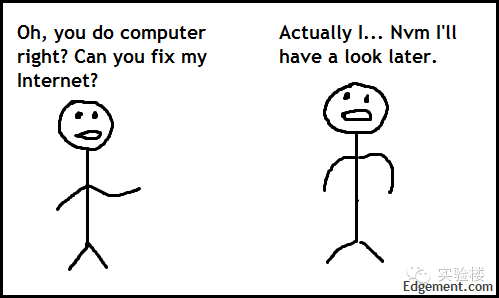 Oh, you do computer
right? Can you fix my
Internet?
Actually I... Nvm I'll
have a look later.
实验楼
Edgement.com